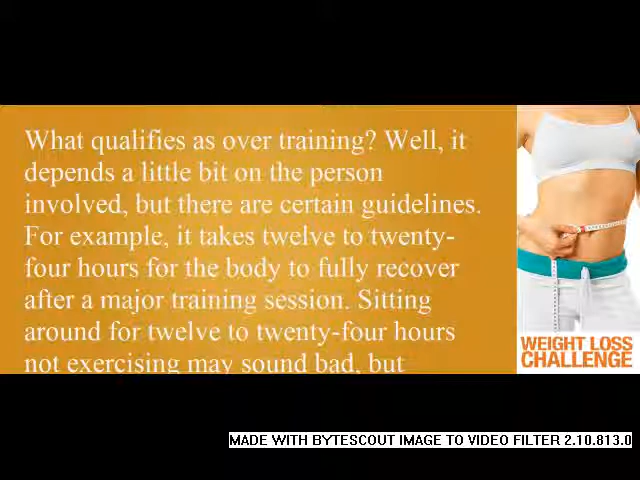 What qualifies as over training? Well, it
depends a little bit on the person
involved, but there are certain guidelines.
For example, it takes twelve to twenty-
four hours for the body to fully recover
after a major training session. Sitting
around for twelve to twenty-four hours
not exercising may sound bad, but
WEIGHT LOSS
CHALLENGE
MADE WITH BYTESCOUT IMAGE TO VIDEO FILTER 2.10.813.0